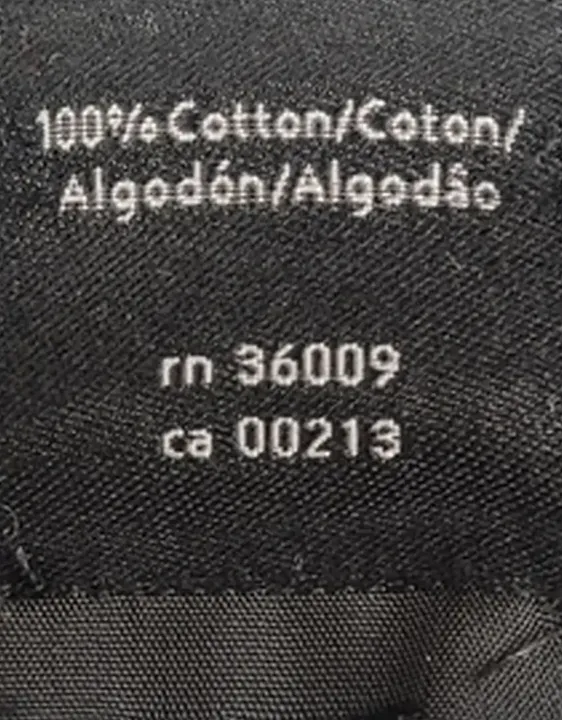 100% Cotton/Coton/
Algodón/Algodão
rn 36009
ca 00213